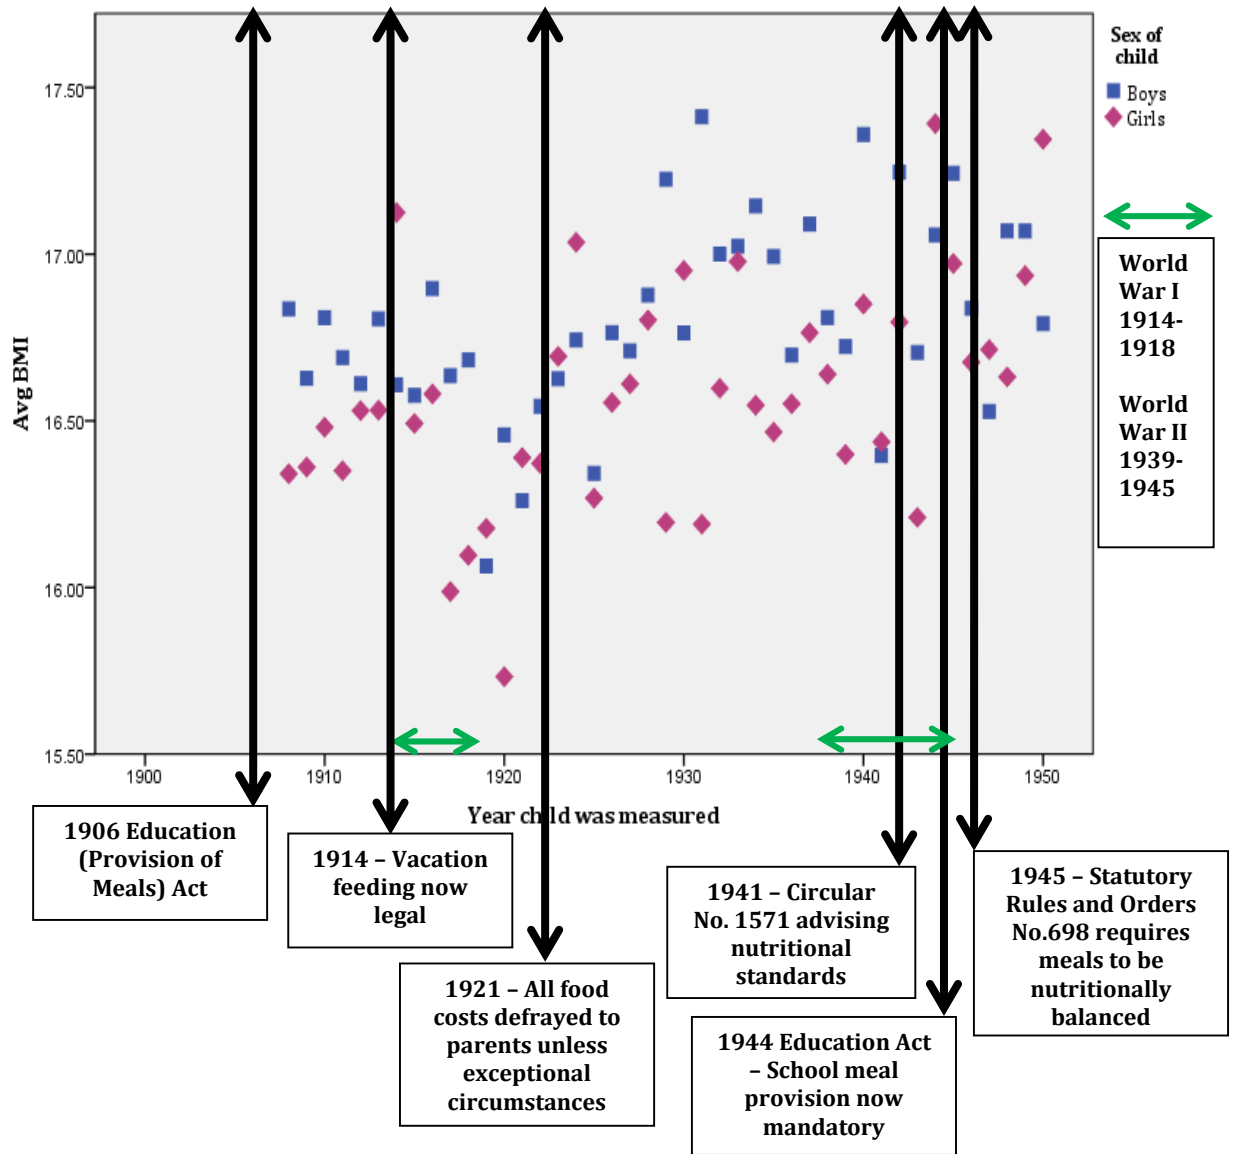 Sex of
child
Boys
Girls
17.50
17.00
16.50
16.00
15.50
Avg BMI
1900
1910
1920
1930
1940
1950
Year child was measured
World
War I
1914-
1918
World
War II
1939-
1945
1906 Education
(Provision of
Meals) Act
1914 – Vacation
feeding now
legal
1921 – All food
costs defrayed to
parents unless
exceptional
circumstances
1941 – Circular
No. 1571 advising
nutritional
standards
1944 Education Act
– School meal
provision now
mandatory
1945 – Statutory
Rules and Orders
No.698 requires
meals to be
nutritionally
balanced